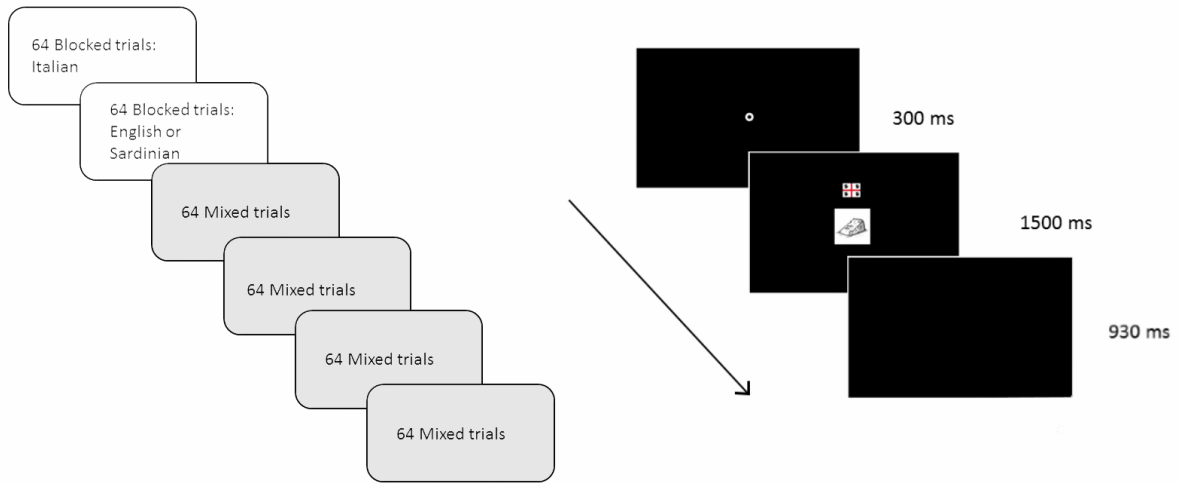 64 Blocked trials:
Italian
64 Blocked trials:
English or
Sardinian
64 Mixed trials
64 Mixed trials
64 Mixed trials
64 Mixed trials
300 ms
1500 ms
930 ms